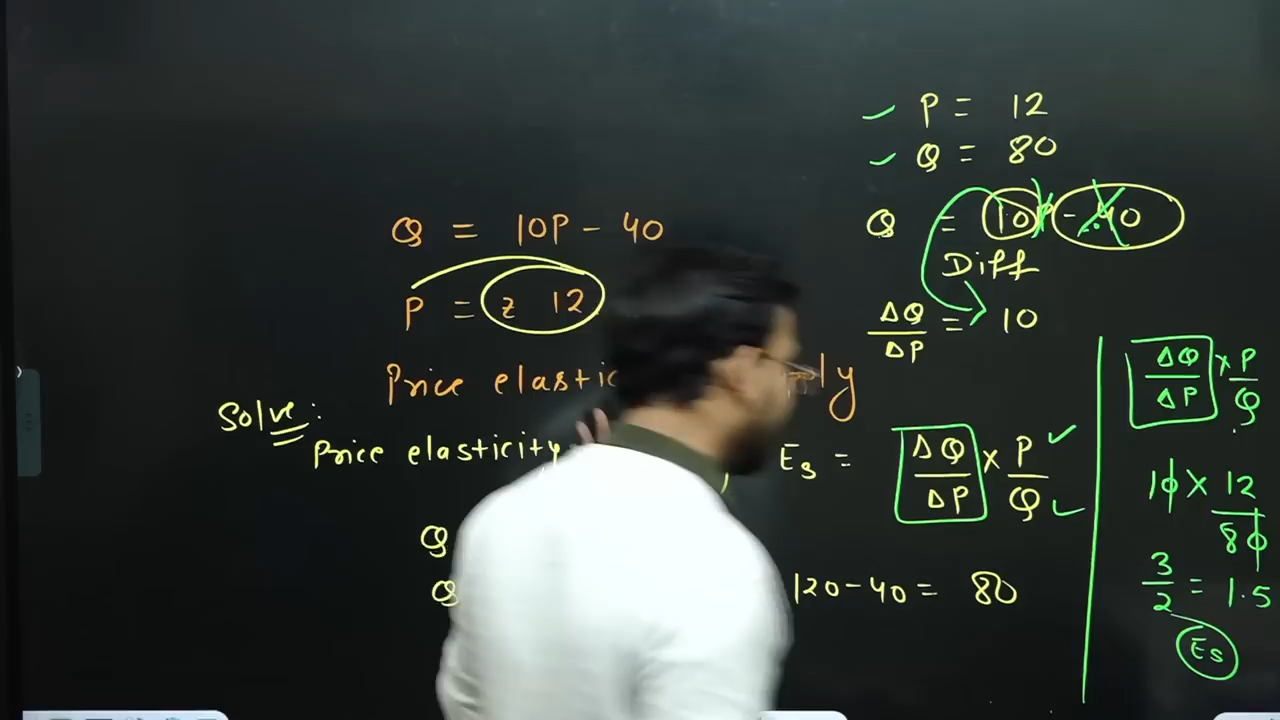 P = 12
Q = 80
Q = 10P - 40
P = z 12
Q = 10P - 40
Diff
ΔQ/ΔP = 10
Price
Solve:
Price elasticity
Es = ΔQ/ΔP × P/Q
Q
Q
120 - 40 = 80
ΔQ/ΔP × P/Q
10 × 12/80
3/2 = 1.5
Es